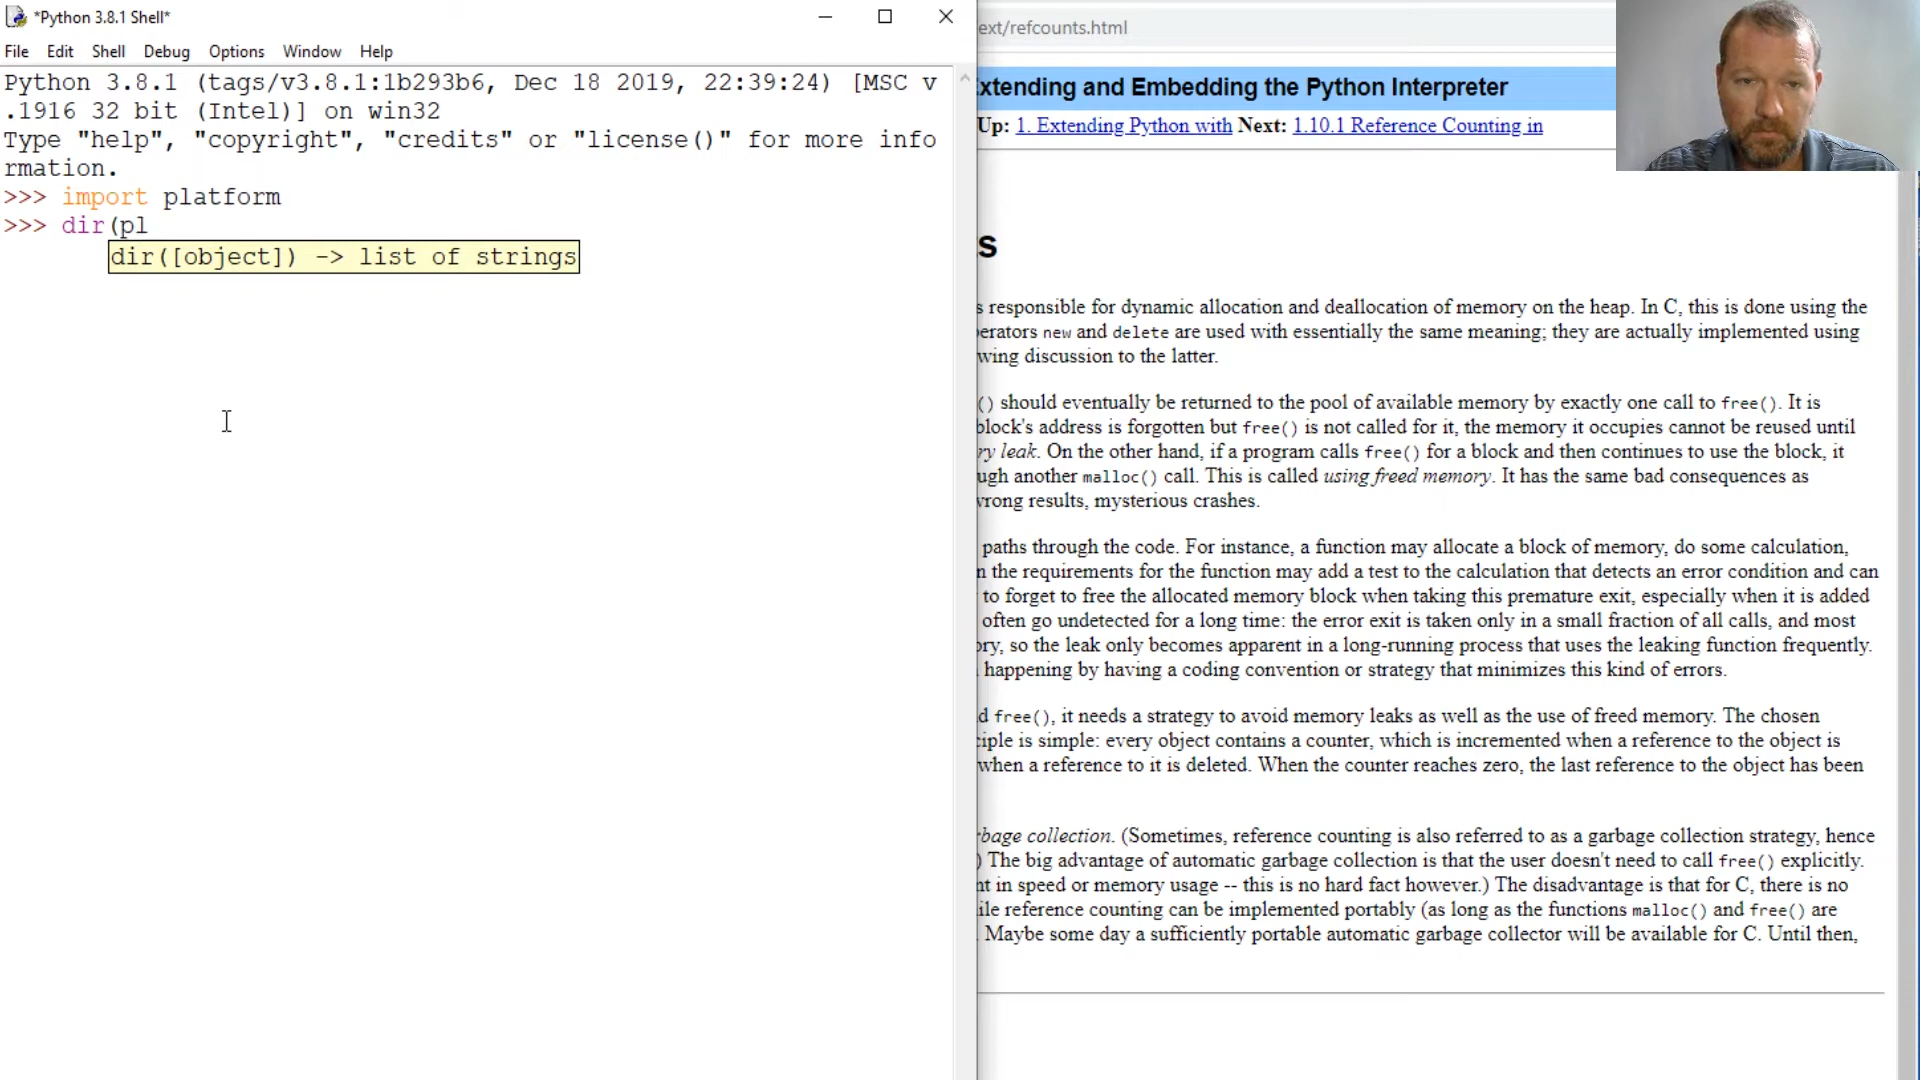 *Python 3.8.1 Shell*
File Edit Shell Debug Options Window Help
Python 3.8.1 (tags/v3.8.1:1b293b6, Dec 18 2019, 22:39:24) [MSC v
.1916 32 bit (Intel)] on win32
Type "help", "copyright", "credits" or "license()" for more info
rmation.
>>> import platform
>>> dir(pl
dir([object]) -> list of strings
ext/refcounts.html
xtending and Embedding the Python Interpreter
Up: 1. Extending Python with Next: 1.10.1 Reference Counting in
s
s responsible for dynamic allocation and deallocation of memory on the heap. In C, this is done using the
erators new and delete are used with essentially the same meaning; they are actually implemented using
wing discussion to the latter.
() should eventually be returned to the pool of available memory by exactly one call to free(). It is
block's address is forgotten but free() is not called for it, the memory it occupies cannot be reused until
ry leak. On the other hand, if a program calls free() for a block and then continues to use the block, it
ugh another malloc() call. This is called using freed memory. It has the same bad consequences as
wrong results, mysterious crashes.
paths through the code. For instance, a function may allocate a block of memory, do some calculation,
n the requirements for the function may add a test to the calculation that detects an error condition and can
to forget to free the allocated memory block when taking this premature exit, especially when it is added
often go undetected for a long time: the error exit is taken only in a small fraction of all calls, and most
ory, so the leak only becomes apparent in a long-running process that uses the leaking function frequently.
happening by having a coding convention or strategy that minimizes this kind of errors.
d free(), it needs a strategy to avoid memory leaks as well as the use of freed memory. The chosen
ciple is simple: every object contains a counter, which is incremented when a reference to the object is
when a reference to it is deleted. When the counter reaches zero, the last reference to the object has been
rbage collection. (Sometimes, reference counting is also referred to as a garbage collection strategy, hence
) The big advantage of automatic garbage collection is that the user doesn't need to call free() explicitly.
nt in speed or memory usage -- this is no hard fact however.) The disadvantage is that for C, there is no
ile reference counting can be implemented portably (as long as the functions malloc() and free() are
. Maybe some day a sufficiently portable automatic garbage collector will be available for C. Until then,